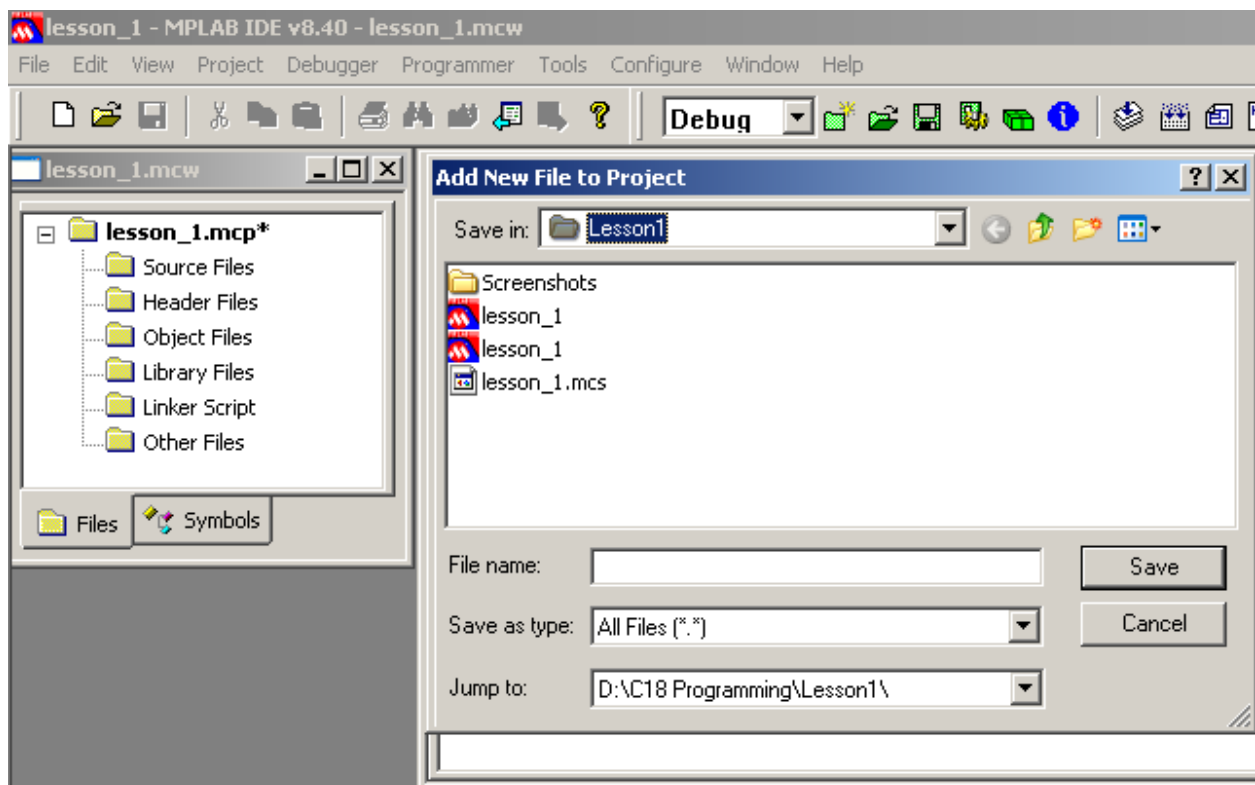 lesson_1 - MPLAB IDE v8.40 - lesson_1.mcw
File Edit View Project Debugger Programmer Tools Configure Window Help
Debug
lesson_1.mcw
lesson_1.mcp*
Source Files
Header Files
Object Files
Library Files
Linker Script
Other Files
Files
Symbols
Add New File to Project
Save in: Lesson1
Screenshots
lesson_1
lesson_1
lesson_1.mcs
File name:
Save
Save as type: All Files (*.*)
Cancel
Jump to: D:\C18 Programming\Lesson1\